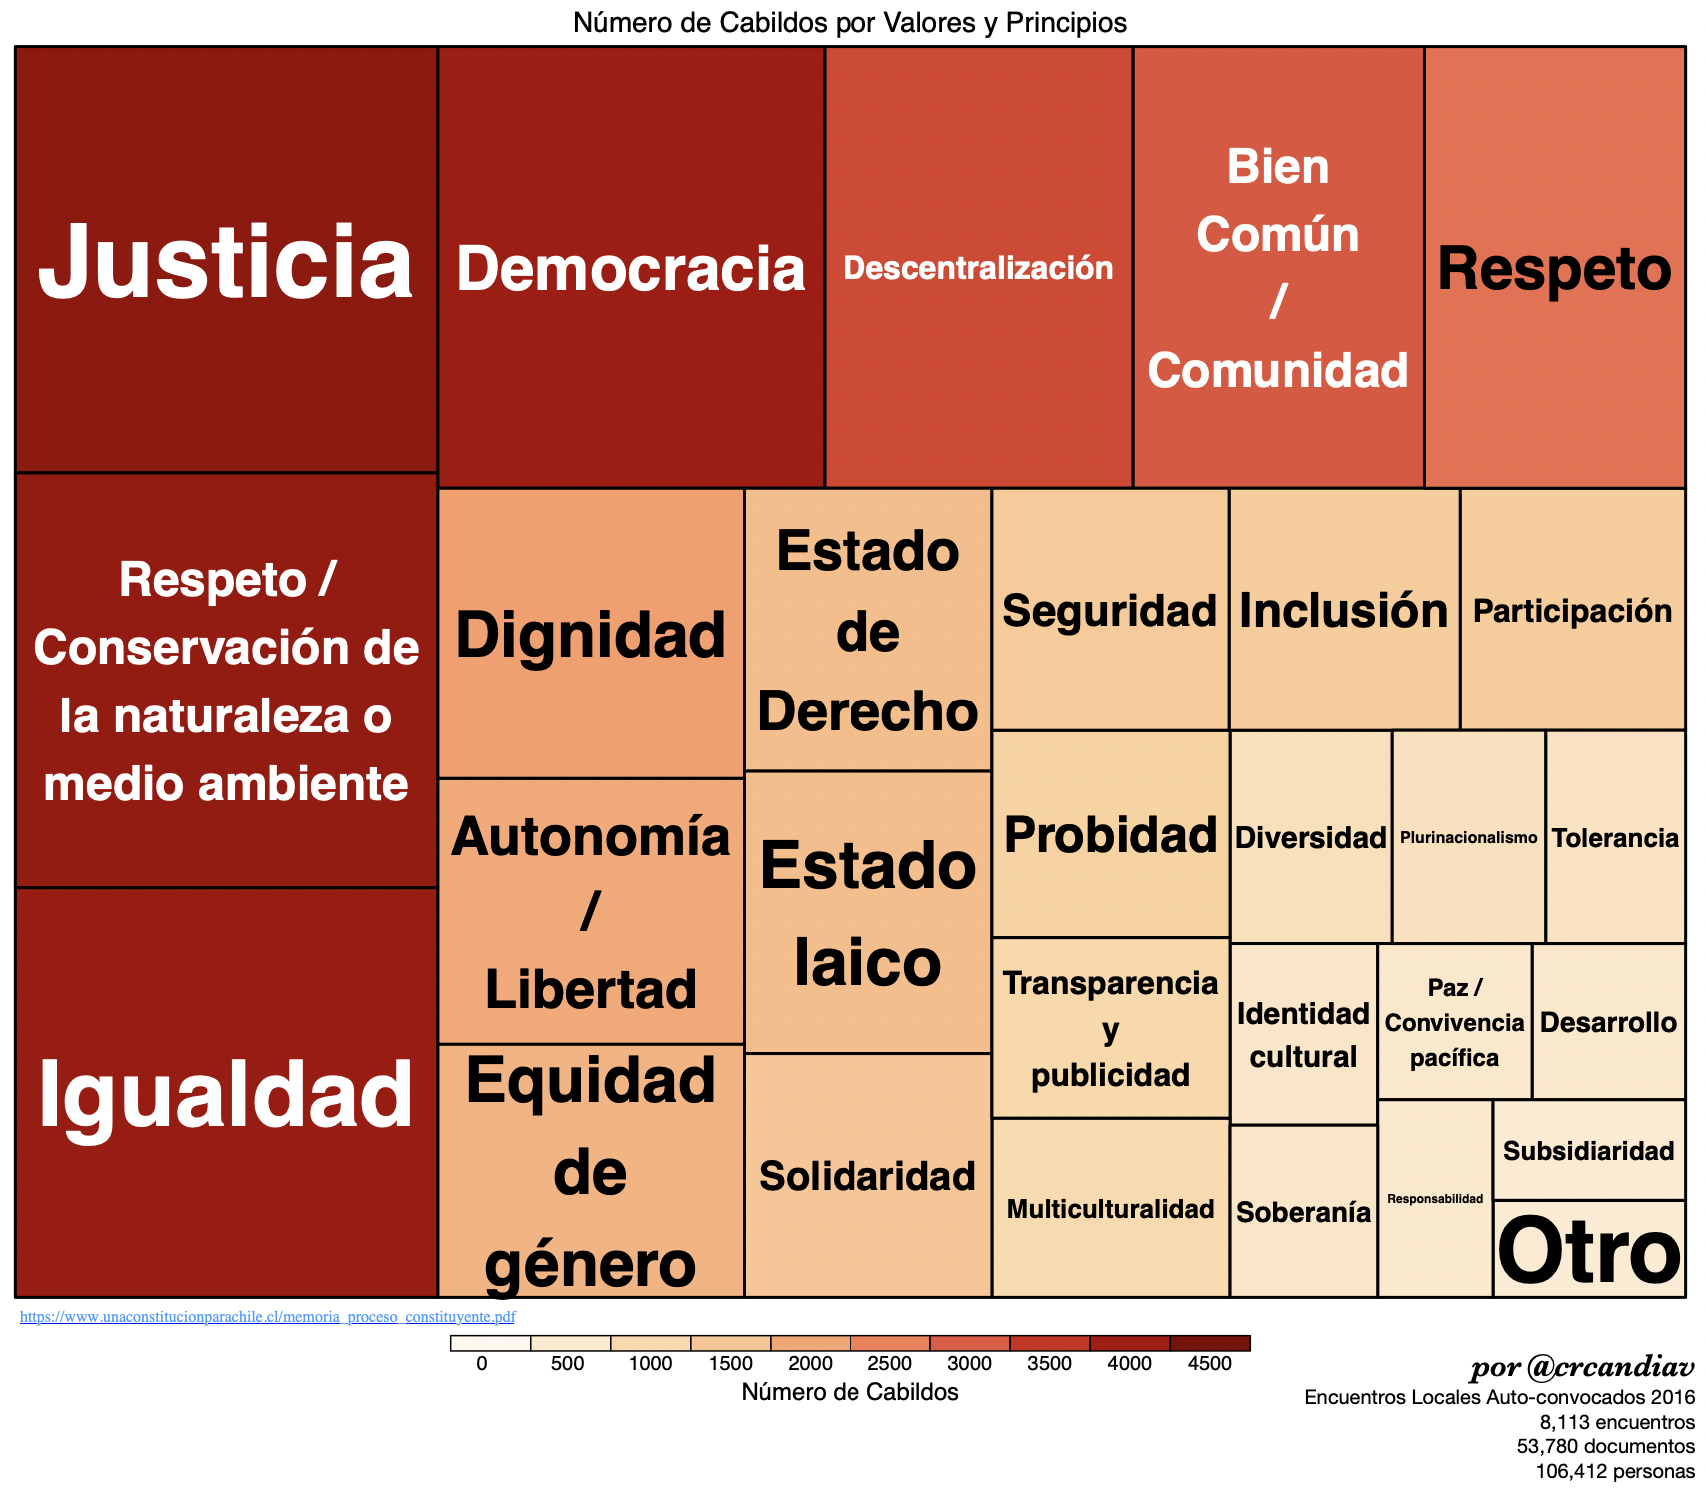 Número de Cabildos por Valores y Principios
Justicia
Democracia
Descentralización
Bien
Común
/
Comunidad
Respeto
Respeto /
Conservación de
la naturaleza o
medio ambiente
Igualdad
Dignidad
Autonomía
/
Libertad
Equidad
de
género
Estado
de
Derecho
Estado
laico
Solidaridad
Seguridad
Inclusión
Participación
Probidad
Diversidad
Plurinacionalismo
Tolerancia
Transparencia
y
publicidad
Multiculturalidad
Identidad
cultural
Paz /
Convivencia
pacífica
Desarrollo
Soberanía
Responsabilidad
Subsidiaridad
Otro
https://www.unaconstitucionparachile.cl/memoria_proceso_constituyente.pdf
0 500 1000 1500 2000 2500 3000 3500 4000 4500
Número de Cabildos
por @crcandiav
Encuentros Locales Auto-convocados 2016
8,113 encuentros
53,780 documentos
106,412 personas